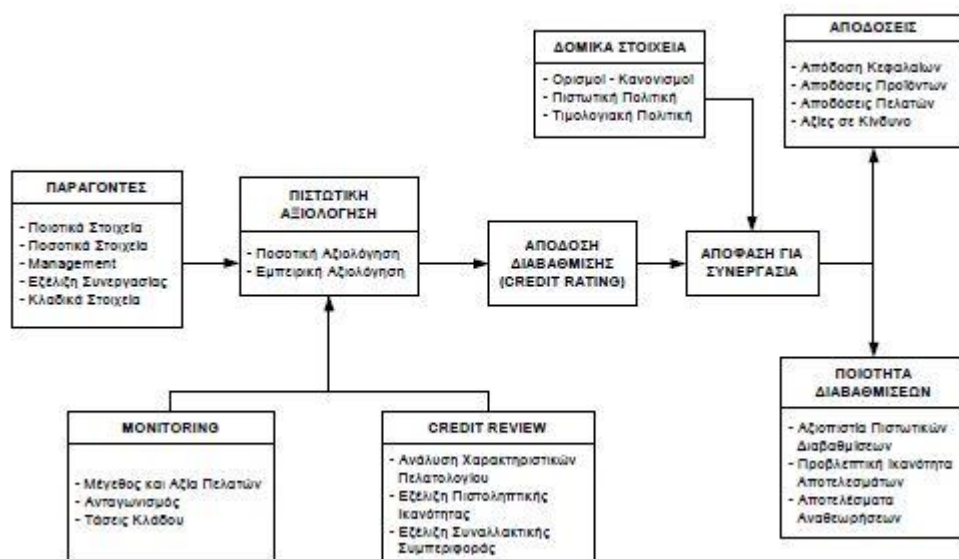 ΔΟΜΙΚΑ ΣΤΟΙΧΕΙΑ
- Ορισμοί - Κανονισμοί
- Πιστωτική Πολιτική
- Τιμολογιακή Πολιτική
ΑΠΟΔΟΣΕΙΣ
- Απόδοση Κεφαλαίων
- Αποδόσεις Προϊόντων
- Αποδόσεις Πελατών
- Αξίες σε Κίνδυνο
ΠΑΡΑΓΟΝΤΕΣ
- Ποιοτικά Στοιχεία
- Ποσοτικά Στοιχεία
- Management
- Εξέλιξη Συνεργασίας
- Κλαδικά Στοιχεία
ΠΙΣΤΩΤΙΚΗ
ΑΞΙΟΛΟΓΗΣΗ
- Ποσοτική Αξιολόγηση
- Εμπειρική Αξιολόγηση
ΑΠΟΔΟΣΗ
ΔΙΑΒΑΘΜΙΣΗΣ
(CREDIT RATING)
ΑΠΟΦΑΣΗ ΓΙΑ
ΣΥΝΕΡΓΑΣΙΑ
MONITORING
- Μέγεθος και Αξία Πελατών
- Ανταγωνισμός
- Τάσεις Κλάδου
CREDIT REVIEW
- Ανάλυση Χαρακτηριστικών
Πελατολογίου
- Εξέλιξη Πιστοληπτικής
Ικανότητας
- Εξέλιξη Συναλλακτικής
Συμπεριφοράς
ΠΟΙΟΤΗΤΑ
ΔΙΑΒΑΘΜΙΣΕΩΝ
- Αξιοπιστία Πιστωτικών
Διαβαθμίσεων
- Προβλεπτική Ικανότητα
Αποτελεσμάτων
- Αποτελέσματα
Αναθεωρήσεων